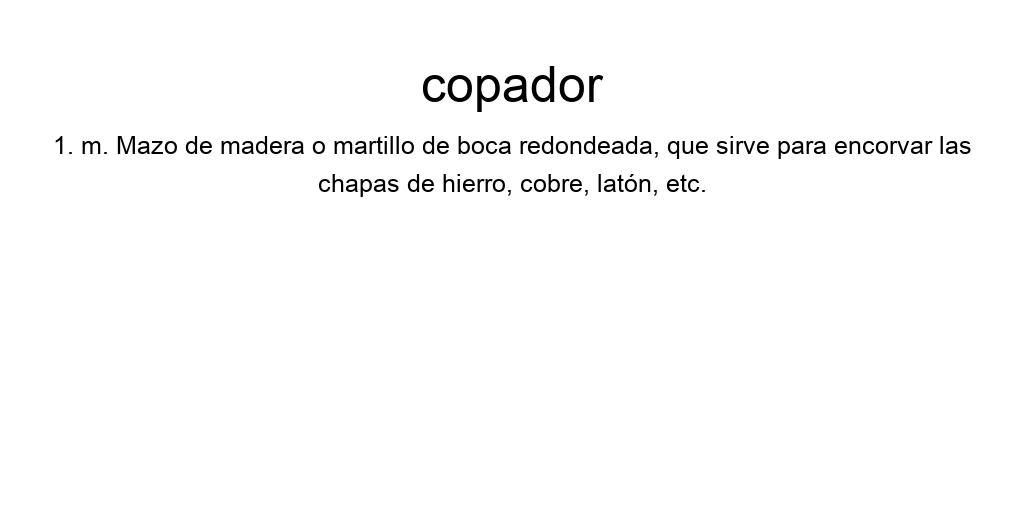 copador
1. m. Mazo de madera o martillo de boca redondeada, que sirve para encorvar las
chapas de hierro, cobre, latón, etc.